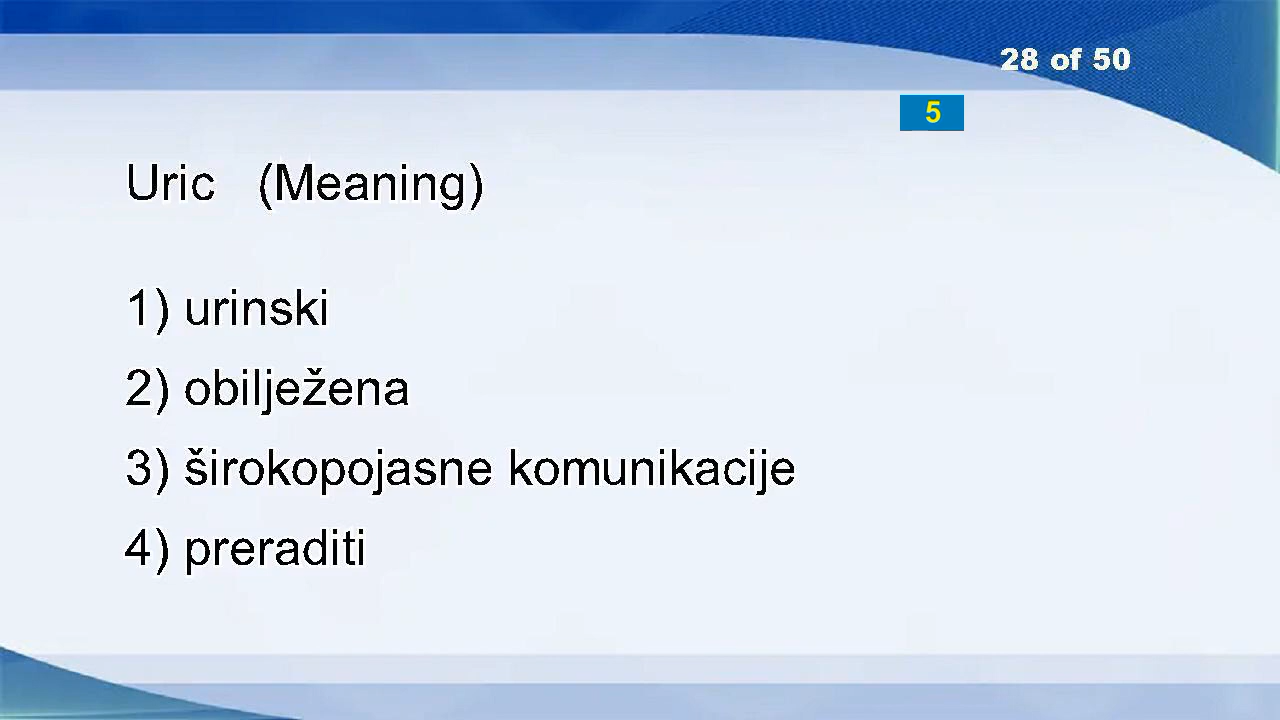 28 of 50
5
Uric (Meaning)
1) urinski
2) obilježena
3) širokopojasne komunikacije
4) preraditi